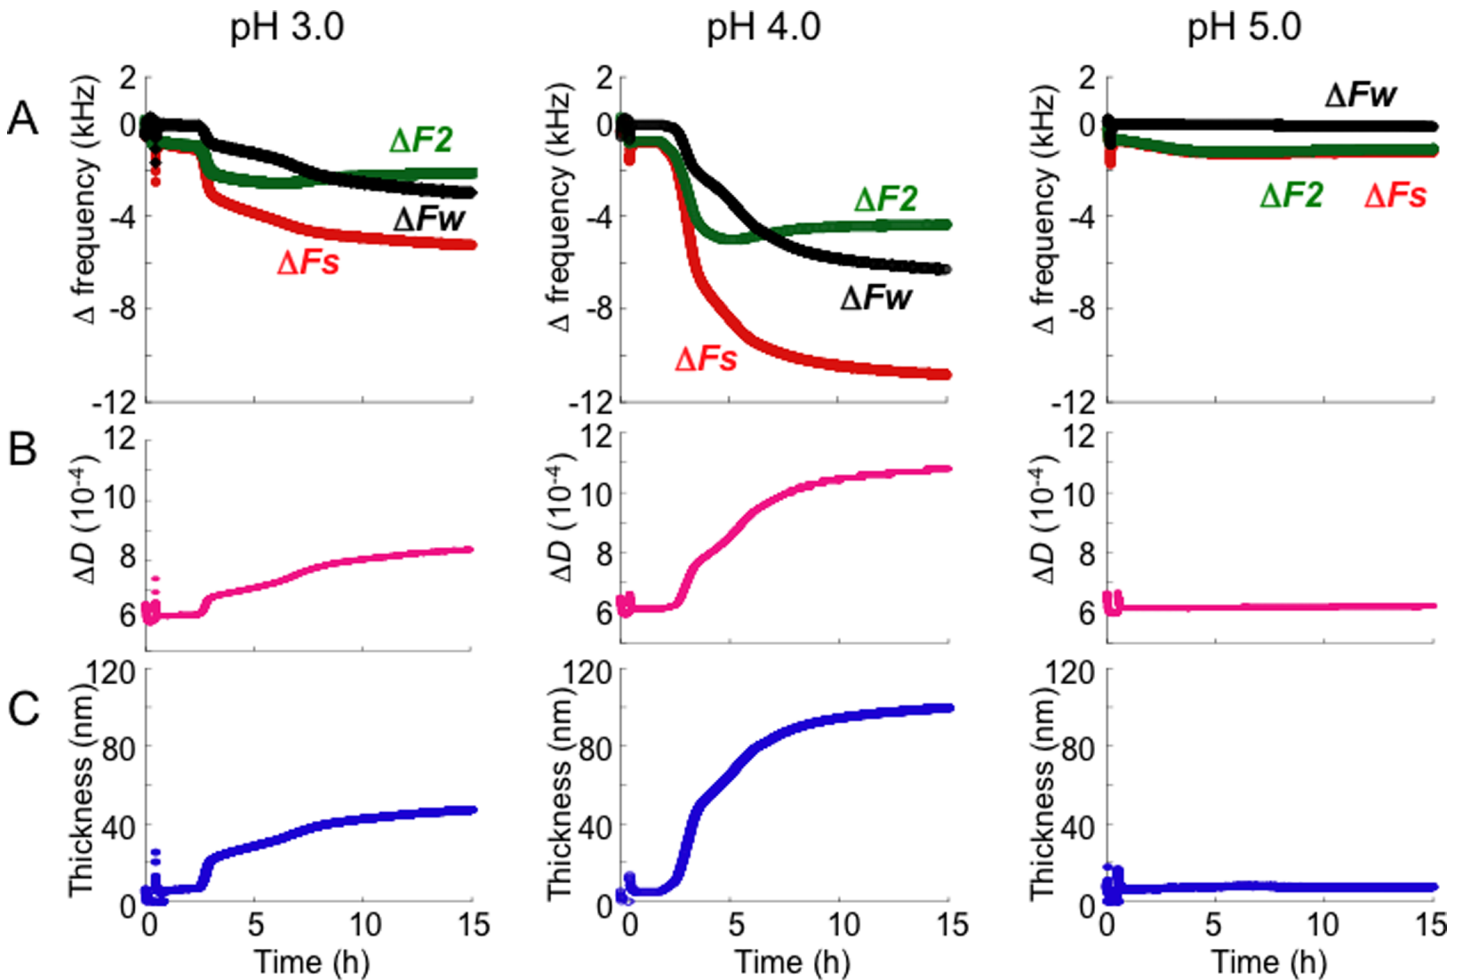 pH 3.0 pH 4.0 pH 5.0
A
Δ frequency (kHz)
2
0
-4
-8
-12
ΔF2
ΔFw
ΔFs
Δ frequency (kHz)
2
0
-4
-8
-12
ΔF2
ΔFw
ΔFs
Δ frequency (kHz)
2
0
-4
-8
-12
ΔFw
ΔF2 ΔFs
B
ΔD (10-4)
12
10
8
6
ΔD (10-4)
12
10
8
6
ΔD (10-4)
12
10
8
6
C
Thickness (nm)
120
80
40
0
0 5 10 15
Time (h)
Thickness (nm)
120
80
40
0
0 5 10 15
Time (h)
Thickness (nm)
120
80
40
0
0 5 10 15
Time (h)